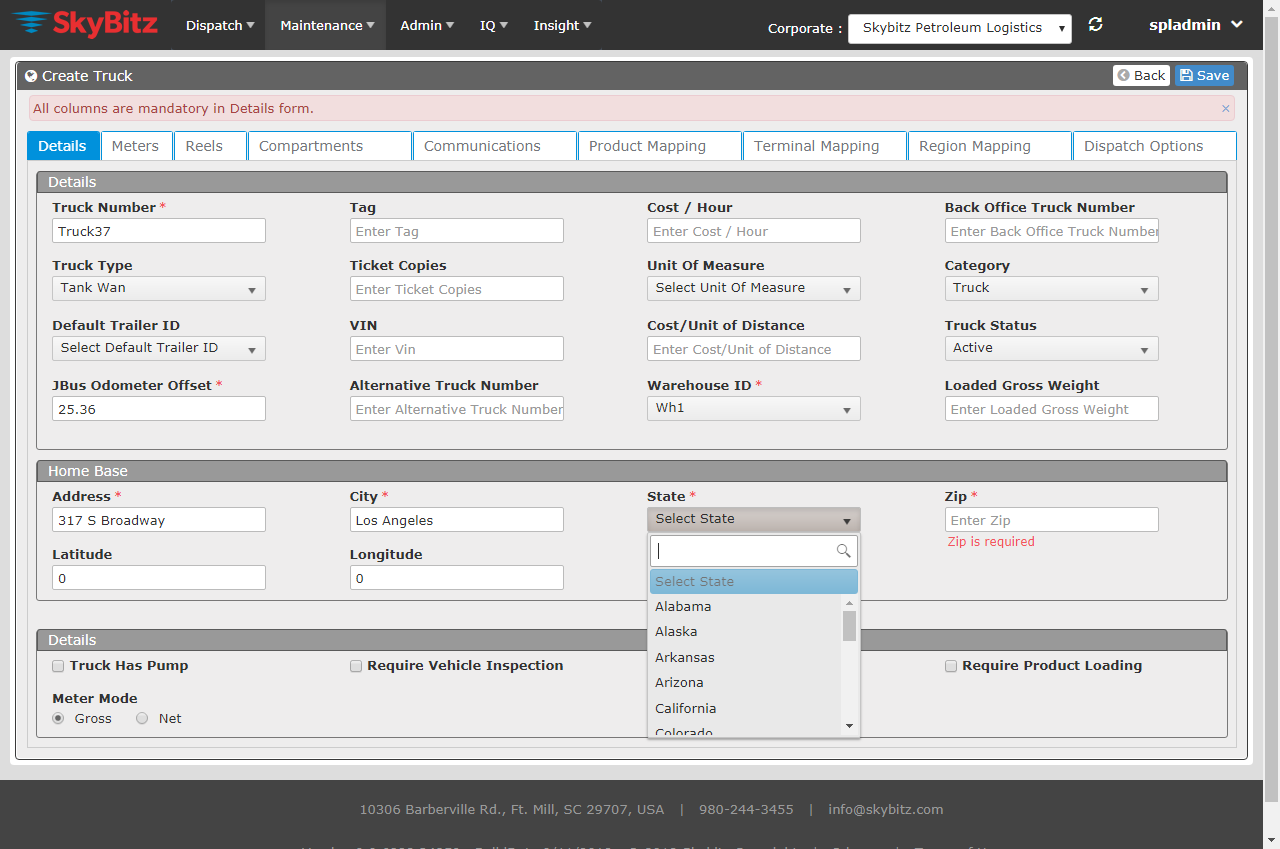 SkyBitz
Dispatch Maintenance Admin IQ Insight Corporate : Skybitz Petroleum Logistics spladmin
Create Truck Back Save
All columns are mandatory in Details form. ×
Details Meters Reels Compartments Communications Product Mapping Terminal Mapping Region Mapping Dispatch Options
Details
Truck Number * Tag Cost / Hour Back Office Truck Number
Truck37 Enter Tag Enter Cost / Hour Enter Back Office Truck Number
Truck Type Ticket Copies Unit Of Measure Category
Tank Wan Enter Ticket Copies Select Unit Of Measure Truck
Default Trailer ID VIN Cost/Unit of Distance Truck Status
Select Default Trailer ID Enter Vin Enter Cost/Unit of Distance Active
JBus Odometer Offset * Alternative Truck Number Warehouse ID * Loaded Gross Weight
25.36 Enter Alternative Truck Number Wh1 Enter Loaded Gross Weight
Home Base
Address * City * State * Zip *
317 S Broadway Los Angeles Select State Enter Zip
Zip is required
Latitude Longitude
0 0
Select State
Alabama
Alaska
Arkansas
Arizona
California
Colorado
Details
Truck Has Pump Require Vehicle Inspection Require Product Loading
Meter Mode
Gross Net
10306 Barberville Rd., Ft. Mill, SC 29707, USA | 980-244-3455 | info@skybitz.com